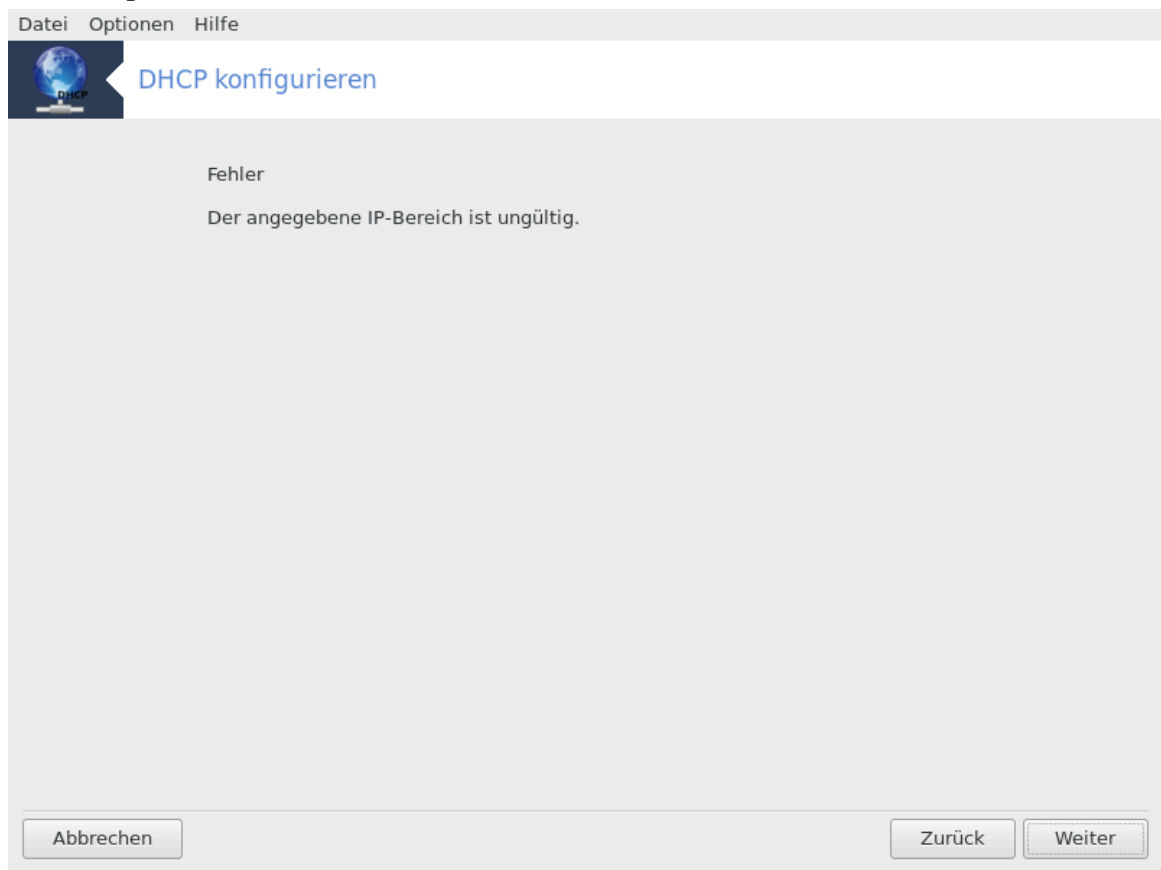 Datei Optionen Hilfe
DHCP
DHCP konfigurieren
Fehler
Der angegebene IP-Bereich ist ungültig.
Abbrechen Zurück Weiter